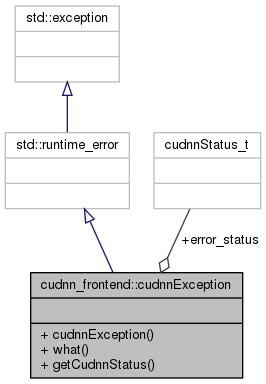 std::exception
std::runtime_error
cudnnStatus_t
+error_status
cudnn_frontend::cudnnException
+ cudnnException()
+ what()
+ getCudnnStatus()